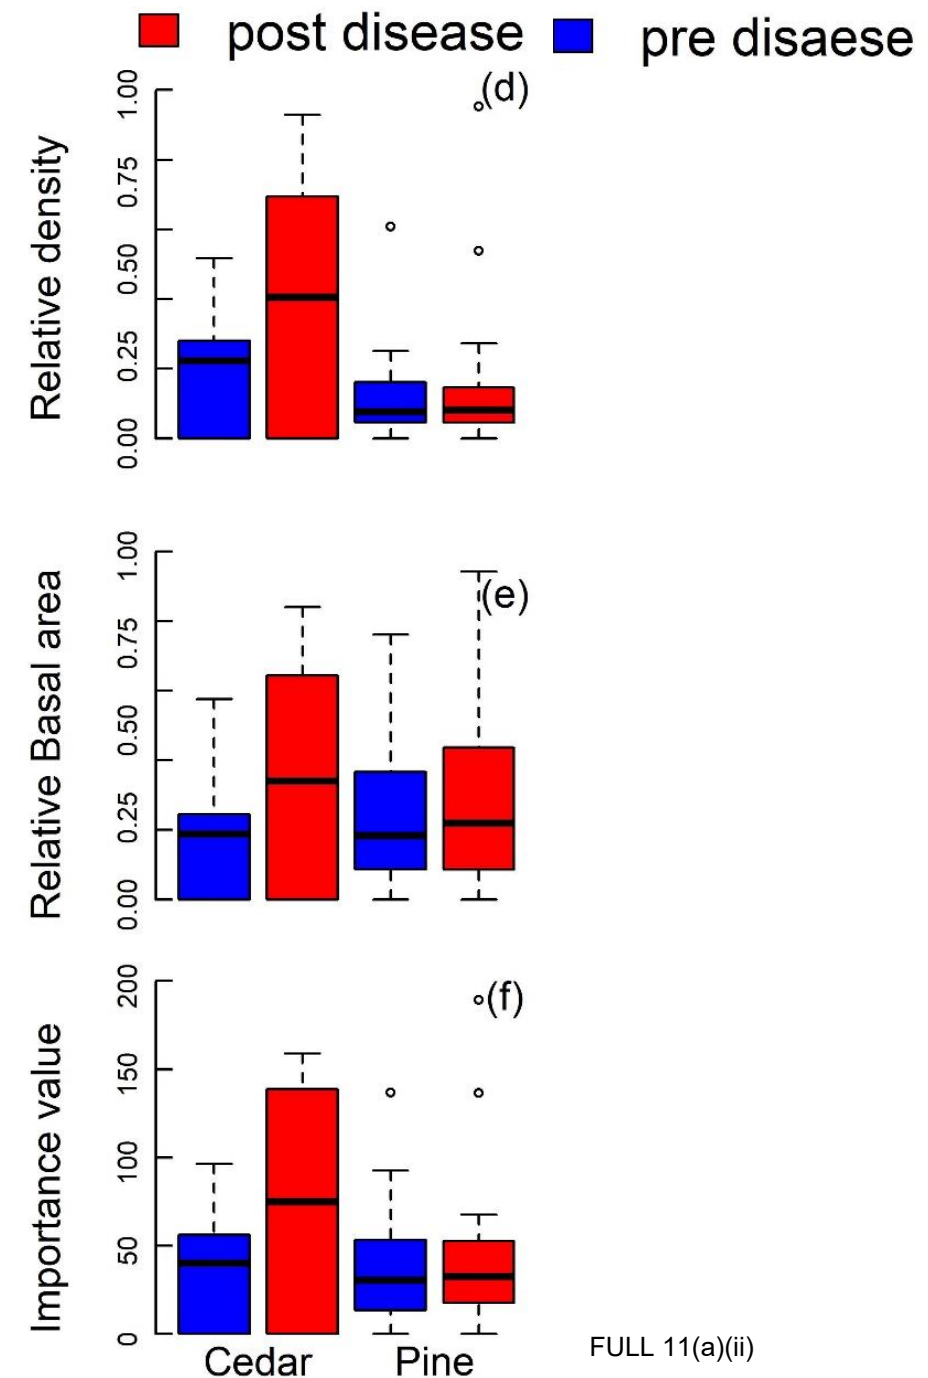 post disease pre disaese
(d)
Relative density
1.00
0.75
0.50
0.25
0.00
(e)
Relative Basal area
1.00
0.75
0.50
0.25
0.00
(f)
Importance value
200
150
100
50
0
Cedar Pine
FULL 11(a)(ii)